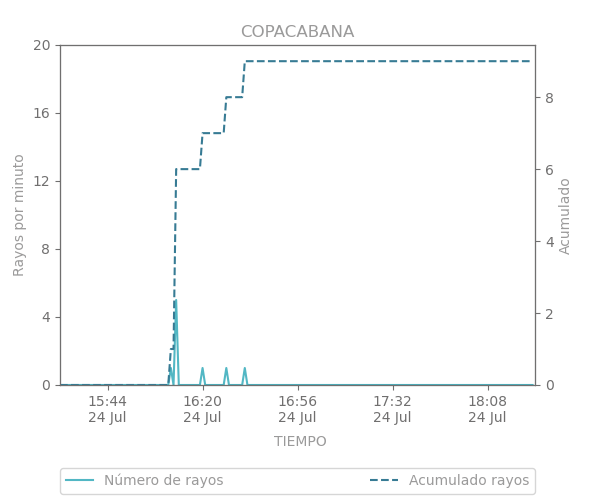 COPACABANA
Rayos por minuto
20
16
12
8
4
0
Acumulado
8
6
4
2
0
15:44 16:20 16:56 17:32 18:08
24 Jul 24 Jul 24 Jul 24 Jul 24 Jul
TIEMPO
Número de rayos Acumulado rayos